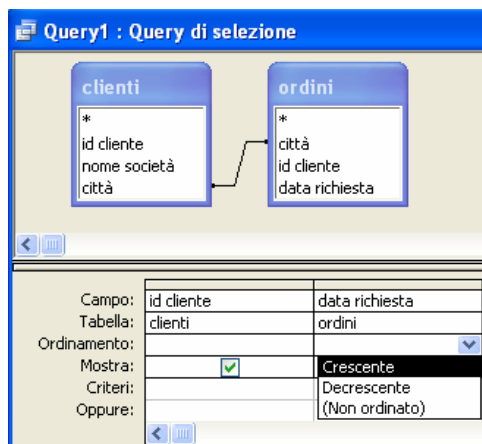 Query1 : Query di selezione
clienti
*
id cliente
nome società
città
ordini
*
città
id cliente
data richiesta
Campo: id cliente data richiesta
Tabella: clienti ordini
Ordinamento:
Mostra: Crescente
Criteri: Decrescente
Oppure: (Non ordinato)